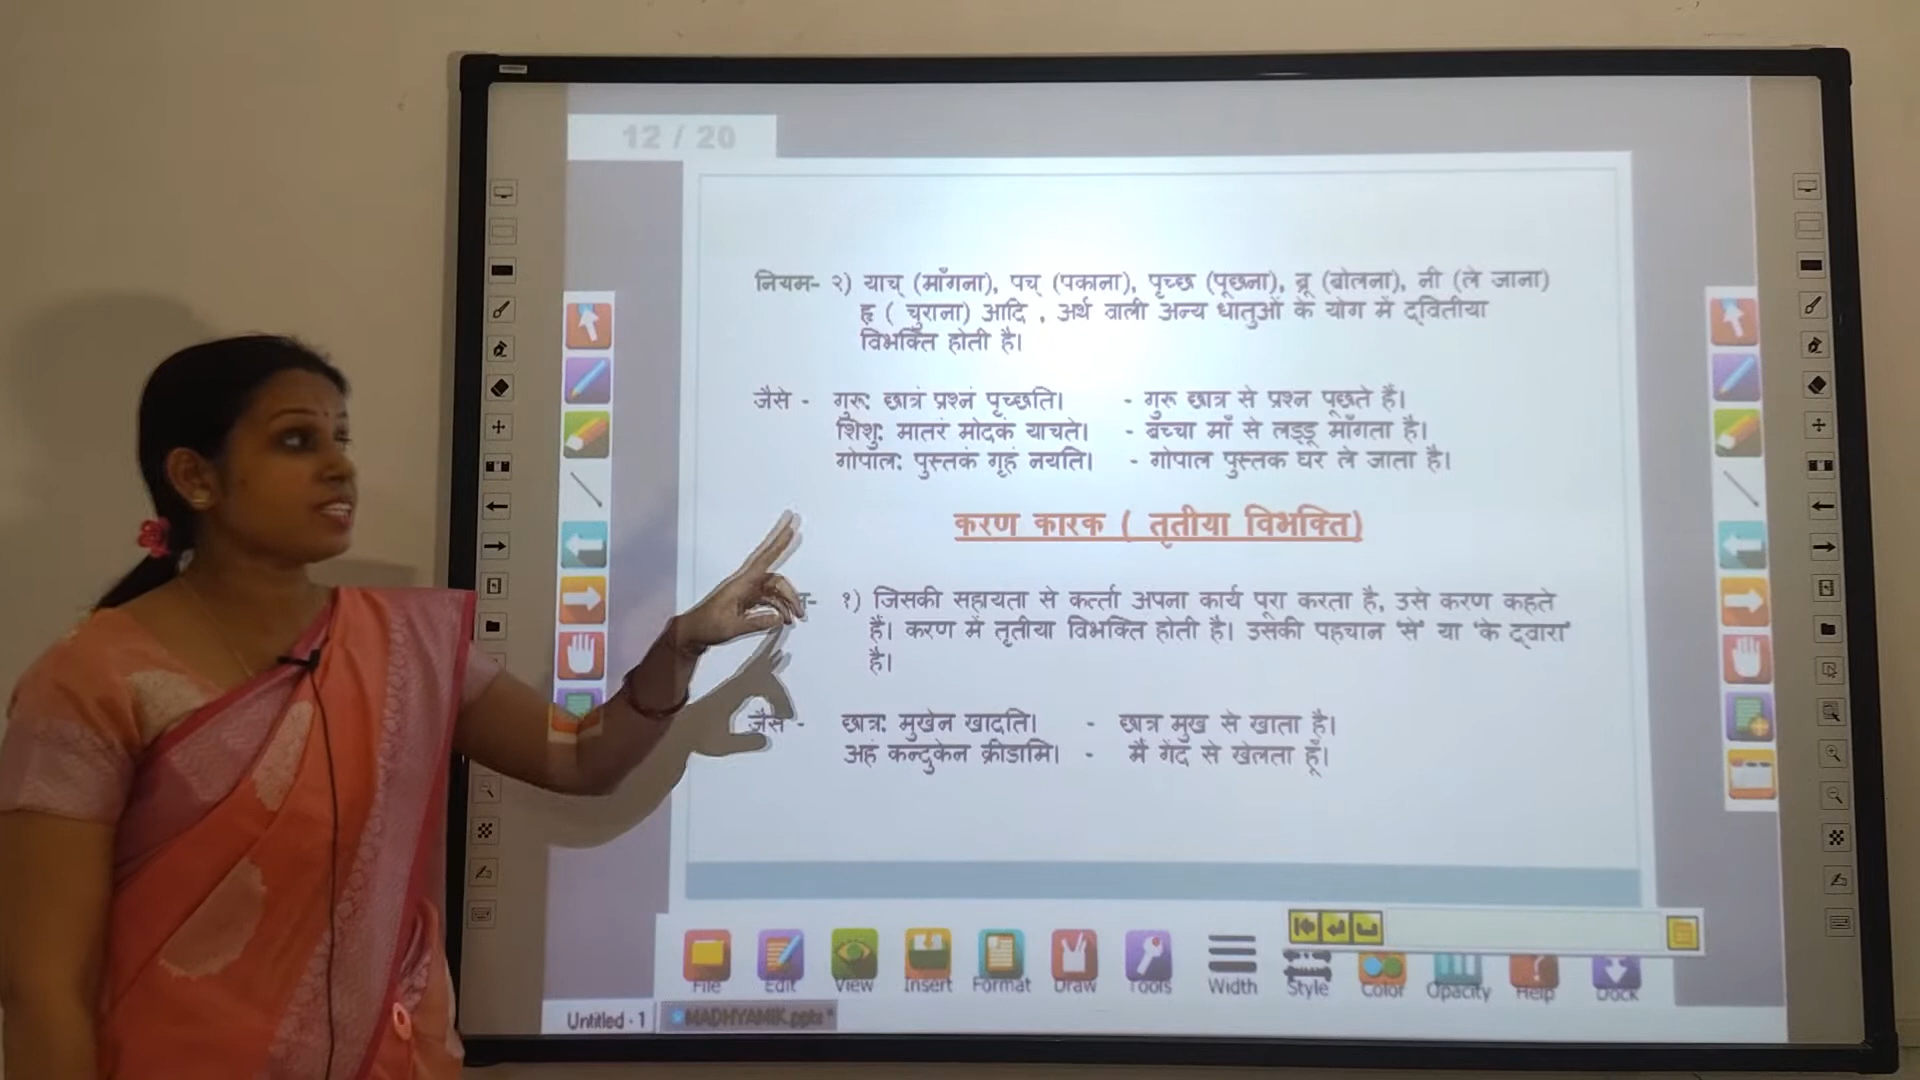 12 / 20
नियम- २) याच् (माँगना), पच् (पकाना), पृच्छ (पूछना), ब्रू (बोलना), नी (ले जाना)
हृ ( चुराना) आदि , अर्थ वाली अन्य धातुओं के योग में द्वितीया
विभक्ति होती है।
जैसे - गुरू: छात्रं प्रश्नं पृच्छति। - गुरू छात्र से प्रश्न पूछते हैं।
शिशु: मातरं मोदकं याचते। - बच्चा माँ से लड्डू माँगता है।
गोपाल: पुस्तकं गृहं नयति। - गोपाल पुस्तक घर ले जाता है।
करण कारक ( तृतीया विभक्ति)
१) जिसकी सहायता से कर्त्ता अपना कार्य पूरा करता है, उसे करण कहते
हैं। करण में तृतीया विभक्ति होती है। उसकी पहचान 'से' या 'के द्वारा'
है।
जैसे - छात्र: मुखेन खादति। - छात्र मुख से खाता है।
अहं कन्दुकेन क्रीडामि। - मैं गेंद से खेलता हूँ।
File Edit View Insert Format Draw Tools Width Style Color Opacity Help Dock
Untitled - 1 MADHYAMIK.pptx *